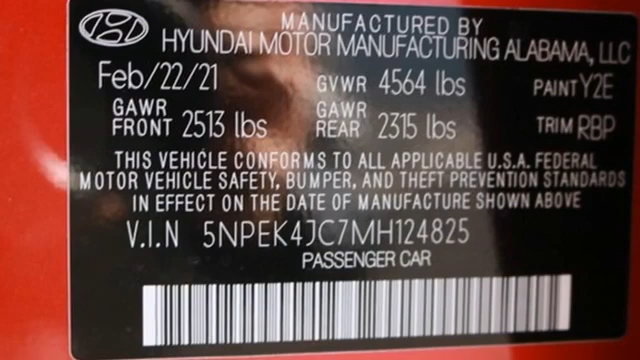 MANUFACTURED BY
HYUNDAI MOTOR MANUFACTURING ALABAMA, LLC
Feb/22/21 GVWR 4564 lbs PAINT Y2E
GAWR FRONT 2513 lbs GAWR REAR 2315 lbs TRIM RBP
THIS VEHICLE CONFORMS TO ALL APPLICABLE U.S.A. FEDERAL
MOTOR VEHICLE SAFETY, BUMPER, AND THEFT PREVENTION STANDARDS
IN EFFECT ON THE DATE OF MANUFACTURE SHOWN ABOVE
V.I.N 5NPEK4JC7MH124825
PASSENGER CAR